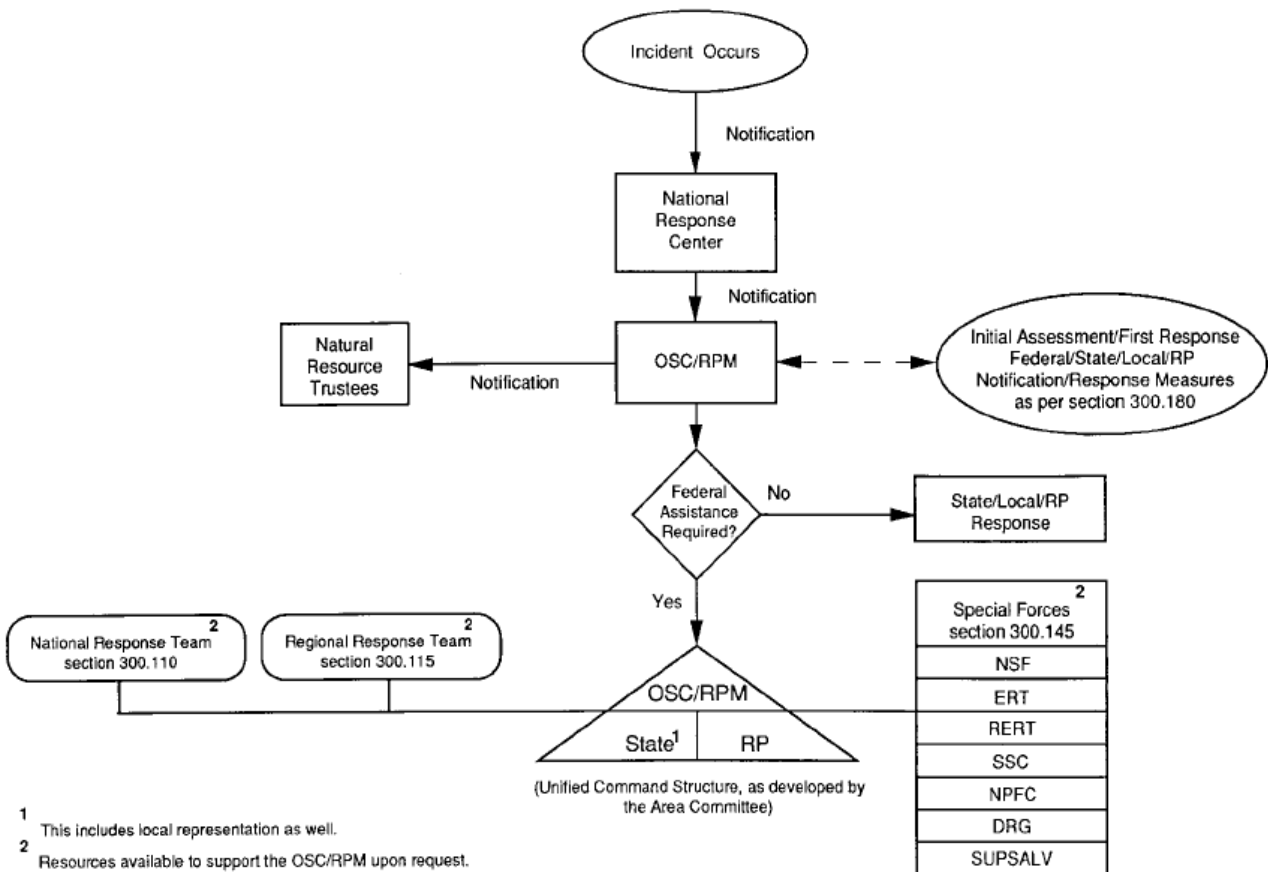 Incident Occurs
Notification
National
Response
Center
Notification
Natural
Resource
Trustees
Notification
OSC/RPM
Initial Assessment/First Response
Federal/State/Local/RP
Notification/Response Measures
as per section 300.180
Federal
Assistance
Required?
No
State/Local/RP
Response
Yes
National Response Team 2
section 300.110
Regional Response Team 2
section 300.115
OSC/RPM
State1
RP
(Unified Command Structure, as developed by
the Area Committee)
Special Forces 2
section 300.145
NSF
ERT
RERT
SSC
NPFC
DRG
SUPSALV
1 This includes local representation as well.
2 Resources available to support the OSC/RPM upon request.